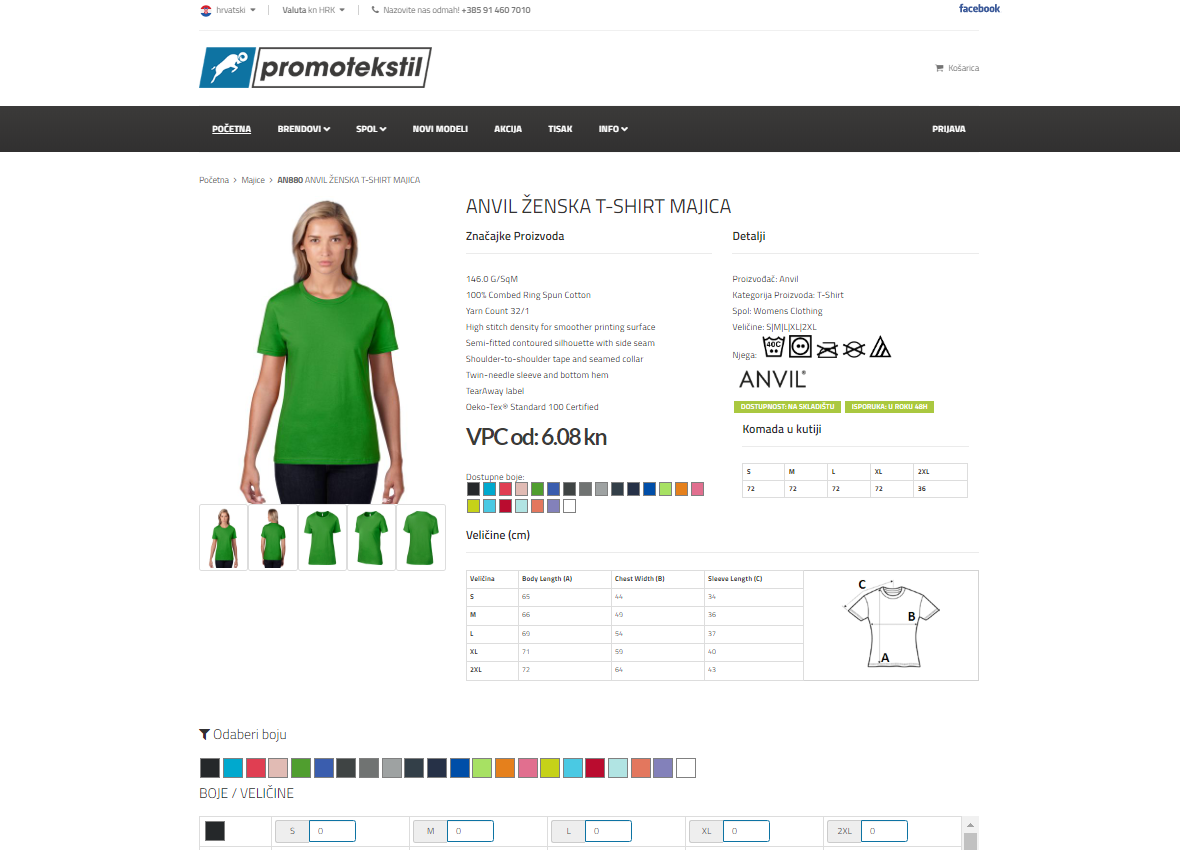 hrvatski
Valuta kn HRK
Nazovite nas odmah! +385 91 460 7010
facebook
promotekstil
Košarica
POČETNA
BRENDOVI
SPOL
NOVI MODELI
AKCIJA
TISAK
INFO
PRIJAVA
Početna > Majice > AN880 ANVIL ŽENSKA T-SHIRT MAJICA
ANVIL ŽENSKA T-SHIRT MAJICA
Značajke Proizvoda
146.0 G/SqM
100% Combed Ring Spun Cotton
Yarn Count 32/1
High stitch density for smoother printing surface
Semi-fitted contoured silhouette with side seam
Shoulder-to-shoulder tape and seamed collar
Twin-needle sleeve and bottom hem
TearAway label
Oeko-Tex® Standard 100 Certified
VPC od: 6.08 kn
Dostupne boje:
Detalji
Proizvođač: Anvil
Kategorija Proizvoda: T-Shirt
Spol: Womens Clothing
Veličine: S|M|L|XL|2XL
Njega: 40C
ANVIL®
DOSTUPNOST: NA SKLADIŠTU ISPORUKA: U ROKU 48H
Komada u kutiji
S M L XL 2XL
72 72 72 72 36
Veličine (cm)
Veličina Body Length (A) Chest Width (B) Sleeve Length (C)
S 65 44 34
M 66 49 36
L 69 54 37
XL 71 59 40
2XL 72 64 43
C
B
A
Odaberi boju
BOJE / VELIČINE
S 0 M 0 L 0 XL 0 2XL 0